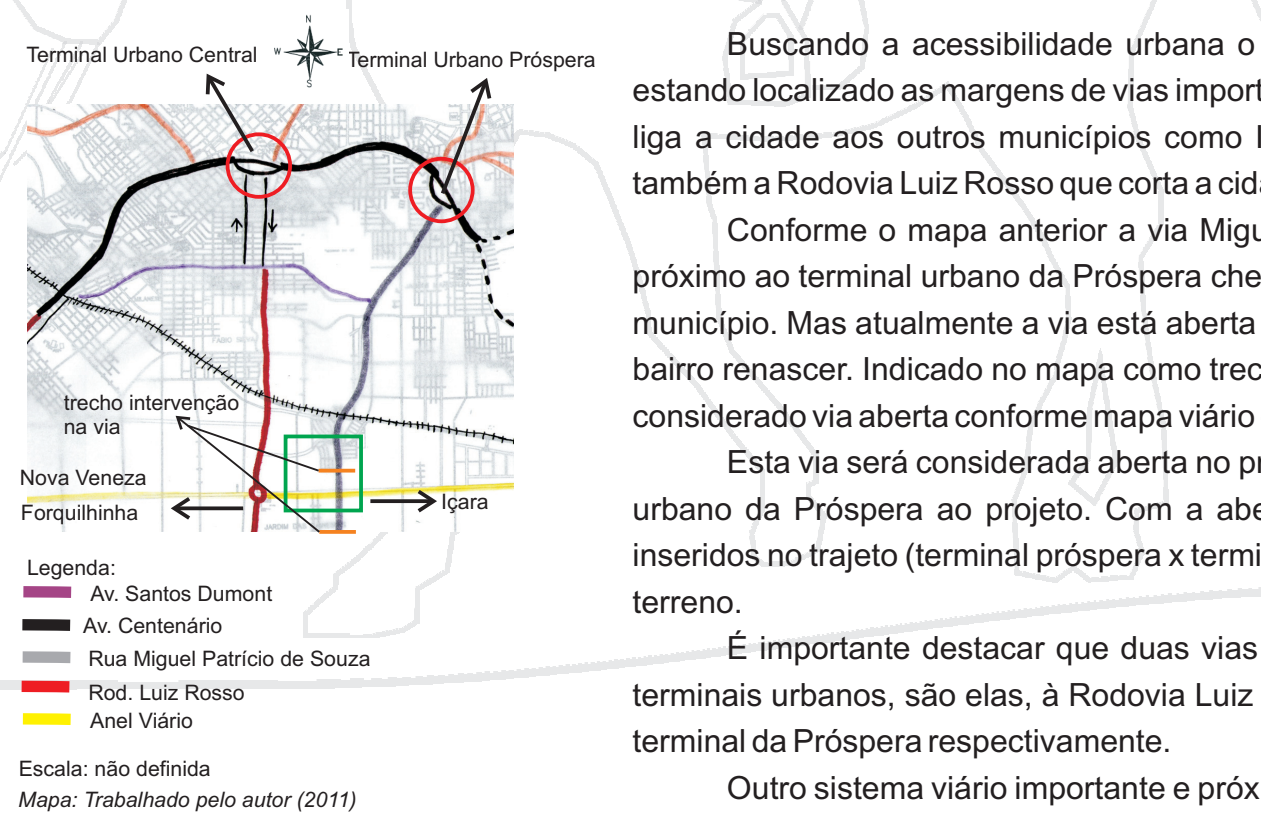 N
Terminal Urbano Central
W
E
Terminal Urbano Próspera
S
trecho intervenção
na via
Nova Veneza
Forquilhinha
Içara
Legenda:
Av. Santos Dumont
Av. Centenário
Rua Miguel Patrício de Souza
Rod. Luiz Rosso
Anel Viário
Escala: não definida
Mapa: Trabalhado pelo autor (2011)
Buscando a acessibilidade urbana o
estando localizado as margens de vias import
liga a cidade aos outros municípios como
também a Rodovia Luiz Rosso que corta a cida
Conforme o mapa anterior a via Migu
próximo ao terminal urbano da Próspera che
município. Mas atualmente a via está aberta
bairro renascer. Indicado no mapa como trec
considerado via aberta conforme mapa viário
Esta via será considerada aberta no pr
urbano da Próspera ao projeto. Com a abe
inseridos no trajeto (terminal próspera x termi
terreno.
É importante destacar que duas vias
terminais urbanos, são elas, à Rodovia Luiz
terminal da Próspera respectivamente.
Outro sistema viário importante e próx